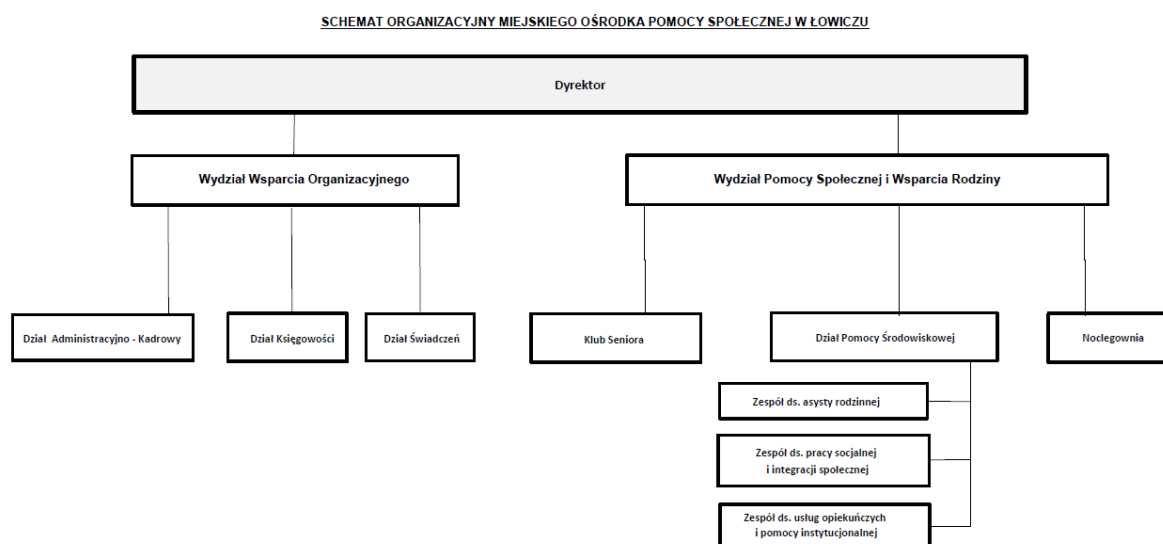 SCHEMAT ORGANIZACYJNY MIEJSKIEGO OŚRODKA POMOCY SPOŁECZNEJ W ŁOWICZU
Dyrektor
Wydział Wsparcia Organizacyjnego
Wydział Pomocy Społecznej i Wsparcia Rodziny
Dział Administracyjno - Kadrowy
Dział Księgowości
Dział Świadczeń
Klub Seniora
Dział Pomocy Środowiskowej
Noclegownia
Zespół ds. asysty rodzinnej
Zespół ds. pracy socjalnej
i integracji społecznej
Zespół ds. usług opiekuńczych
i pomocy instytucjonalnej